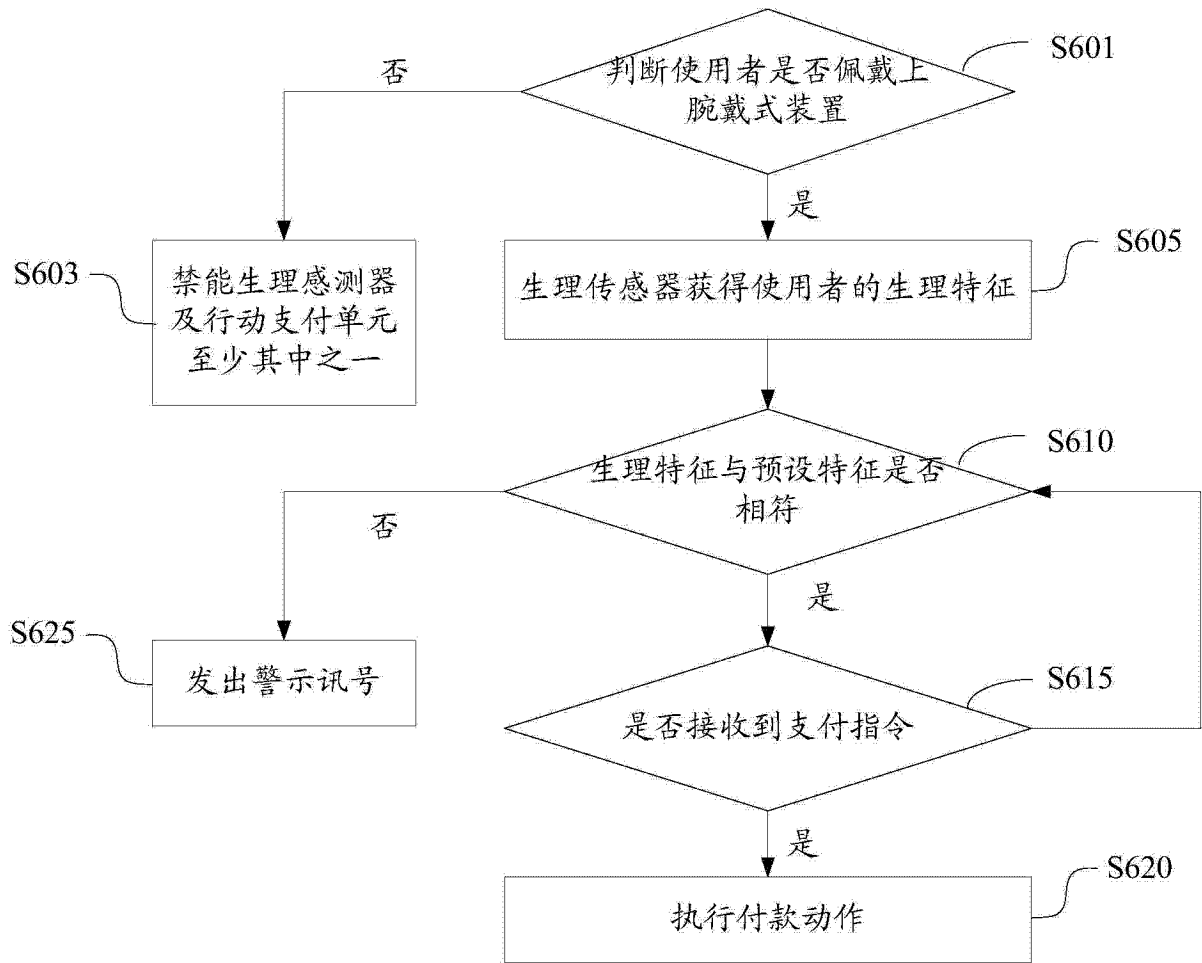 S601
判断使用者是否佩戴上
腕戴式装置
否
是
S603
禁能生理感测器
及行动支付单元
至少其中之一
S605
生理传感器获得使用者的生理特征
S610
生理特征与预设特征是否
相符
否
是
S625
发出警示讯号
S615
是否接收到支付指令
是
S620
执行付款动作